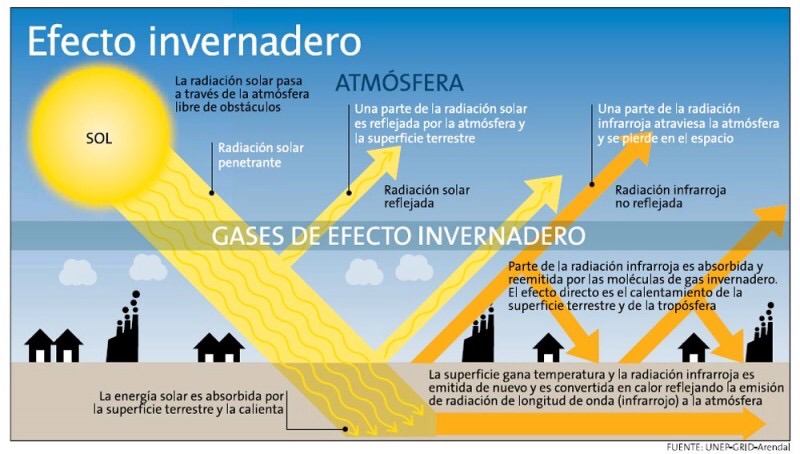 Efecto invernadero
SOL
La radiación solar pasa
a través de la atmósfera
libre de obstáculos
Radiación solar
penetrante
ATMÓSFERA
Una parte de la radiación solar
es reflejada por la atmósfera y
la superficie terrestre
Radiación solar
reflejada
Una parte de la radiación
infrarroja atraviesa la atmósfera
y se pierde en el espacio
Radiación infrarroja
no reflejada
GASES DE EFECTO INVERNADERO
Parte de la radiación infrarroja es absorbida y
reemitida por las moléculas de gas invernadero.
El efecto directo es el calentamiento de la
superficie terrestre y de la tropósfera
La energía solar es absorbida por
la superficie terrestre y la calienta
La superficie gana temperatura y la radiación infrarroja es
emitida de nuevo y es convertida en calor reflejando la emisión
de radiación de longitud de onda (infrarrojo) a la atmósfera
FUENTE: UNEP-GRID-Arendal